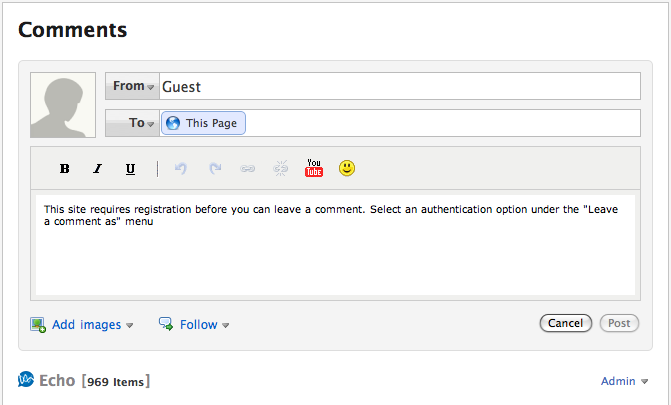 Comments
From Guest
To This Page
B I U You Tube
This site requires registration before you can leave a comment. Select an authentication option under the "Leave
a comment as" menu
Add images Follow Cancel Post
Echo [969 Items] Admin